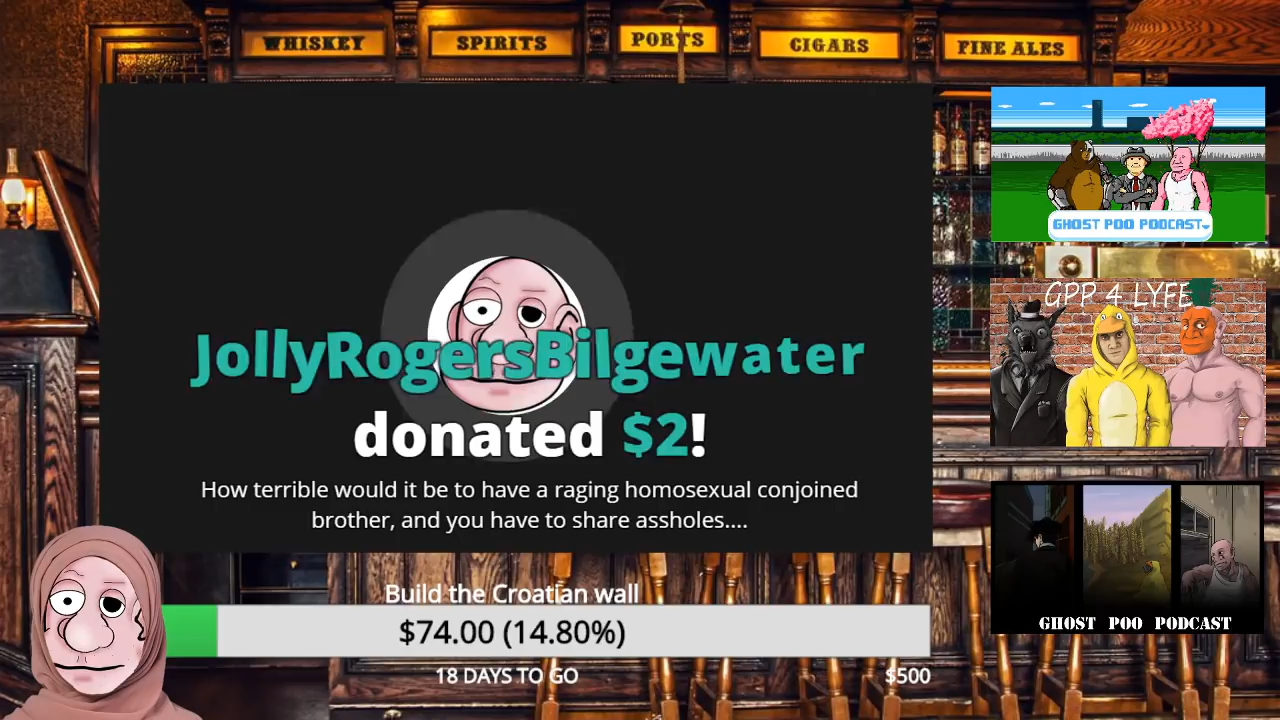 WHISKEY
SPIRITS
PORTS
CIGARS
FINE ALES
GHOST POO PODCAST
GPP 4 LYFE
JollyRogersBilgewater
donated $2!
How terrible would it be to have a raging homosexual conjoined
brother, and you have to share assholes....
Build the Croatian wall
$74.00 (14.80%)
18 DAYS TO GO
$500
GHOST POO PODCAST